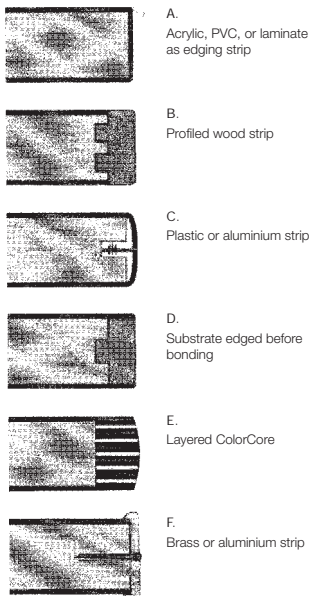 A.
Acrylic, PVC, or laminate
as edging strip
B.
Profiled wood strip
C.
Plastic or aluminium strip
D.
Substrate edged before
bonding
E.
Layered ColorCore
F.
Brass or aluminium strip